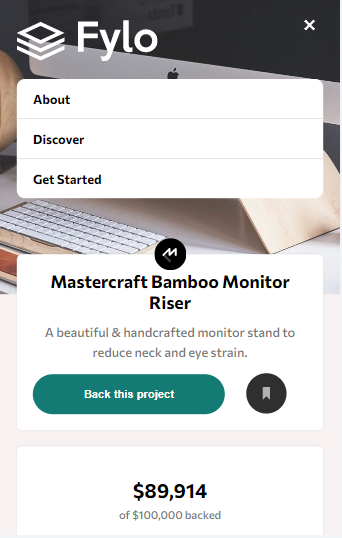 Fylo
About
Discover
Get Started
Mastercraft Bamboo Monitor
Riser
A beautiful & handcrafted monitor stand to
reduce neck and eye strain.
Back this project
$89,914
of $100,000 backed